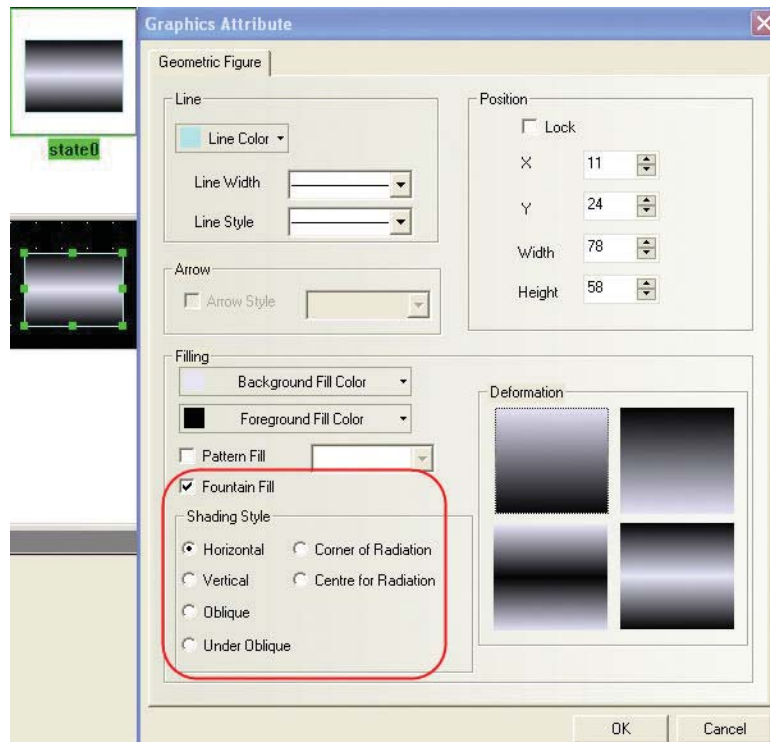 Graphics Attribute
Geometric Figure
state0
Line
Line Color
Line Width
Line Style
Arrow
Arrow Style
Position
Lock
X 11
Y 24
Width 78
Height 58
Filling
Background Fill Color
Foreground Fill Color
Pattern Fill
Fountain Fill
Shading Style
Horizontal Corner of Radiation
Vertical Centre for Radiation
Oblique
Under Oblique
Deformation
OK Cancel